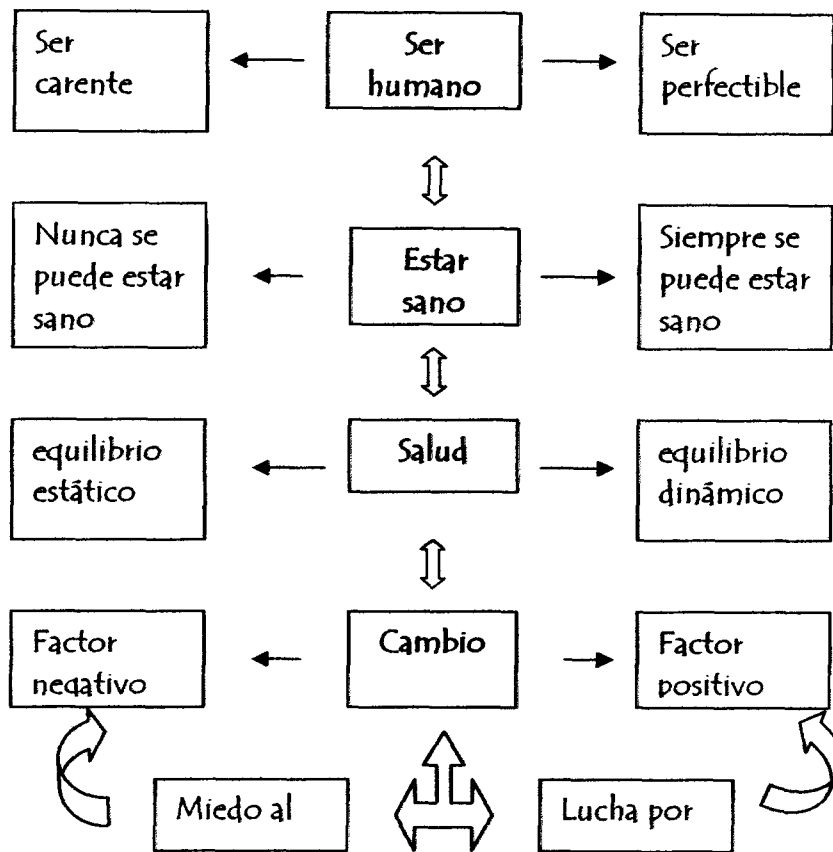 Ser
carente
Ser
humano
Ser
perfectible
Nunca se
puede estar
sano
Estar
sano
Siempre se
puede estar
sano
equilibrio
estático
Salud
equilibrio
dinámico
Factor
negativo
Cambio
Factor
positivo
Miedo al
Lucha por